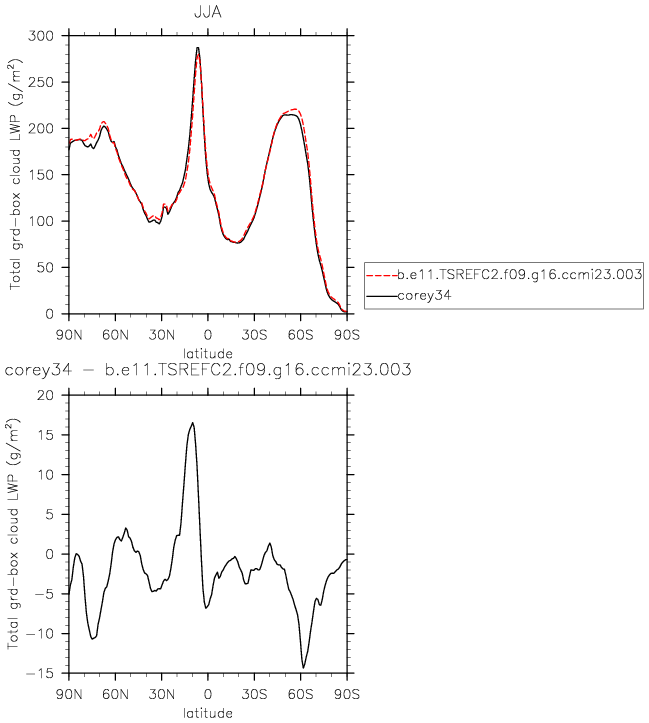 JJA
300
250
200
150
100
50
0
Total grd-box cloud LWP (g/m²)
90N 60N 30N 0 30S 60S 90S
latitude
b.e11.TSREFC2.f09.g16.ccmi23.003
corey34
corey34 - b.e11.TSREFC2.f09.g16.ccmi23.003
20
15
10
5
0
-5
-10
-15
Total grd-box cloud LWP (g/m²)
90N 60N 30N 0 30S 60S 90S
latitude